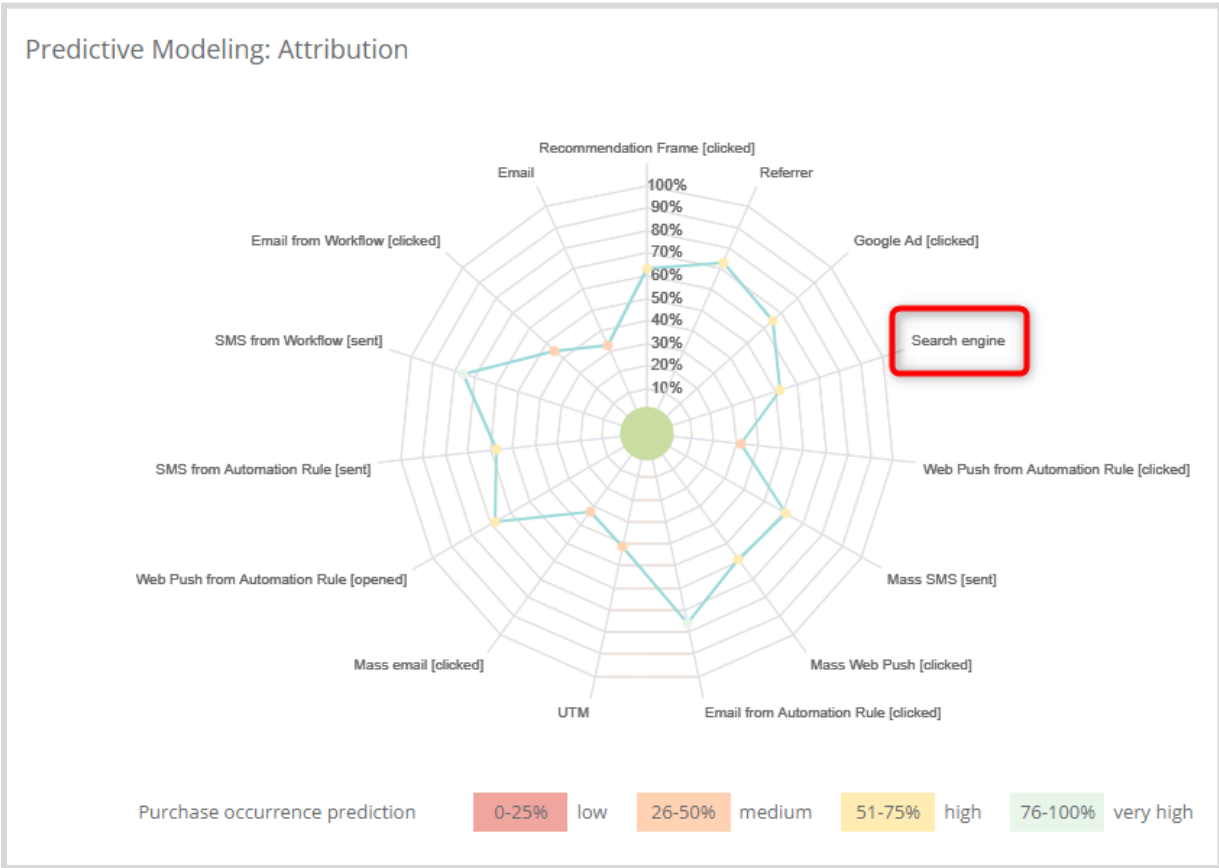 Predictive Modeling: Attribution
Recommendation Frame [clicked]
Email
Referrer
100%
90%
80%
70%
60%
50%
40%
30%
20%
10%
Email from Workflow [clicked]
Google Ad [clicked]
SMS from Workflow [sent]
Search engine
SMS from Automation Rule [sent]
Web Push from Automation Rule [clicked]
Web Push from Automation Rule [opened]
Mass SMS [sent]
Mass email [clicked]
Mass Web Push [clicked]
UTM
Email from Automation Rule [clicked]
Purchase occurrence prediction 0-25% low 26-50% medium 51-75% high 76-100% very high